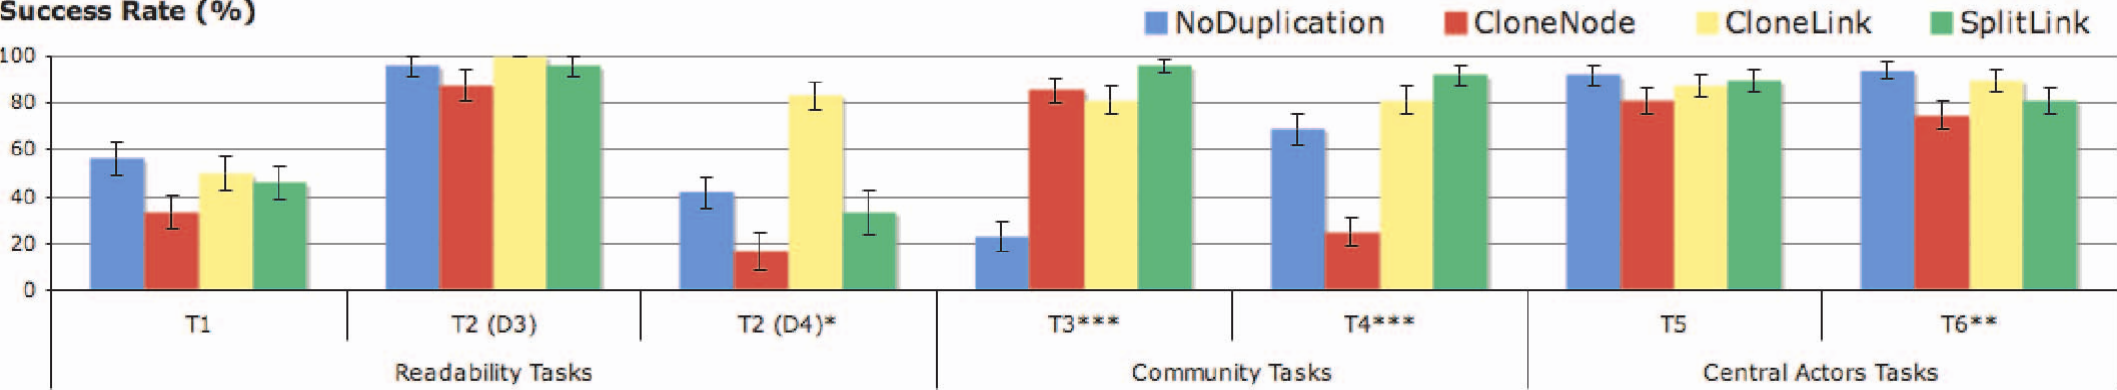 Success Rate (%)
NoDuplication CloneNode CloneLink SplitLink
100
80
60
40
20
0
T1 T2 (D3) T2 (D4)* T3*** T4*** T5 T6**
Readability Tasks Community Tasks Central Actors Tasks